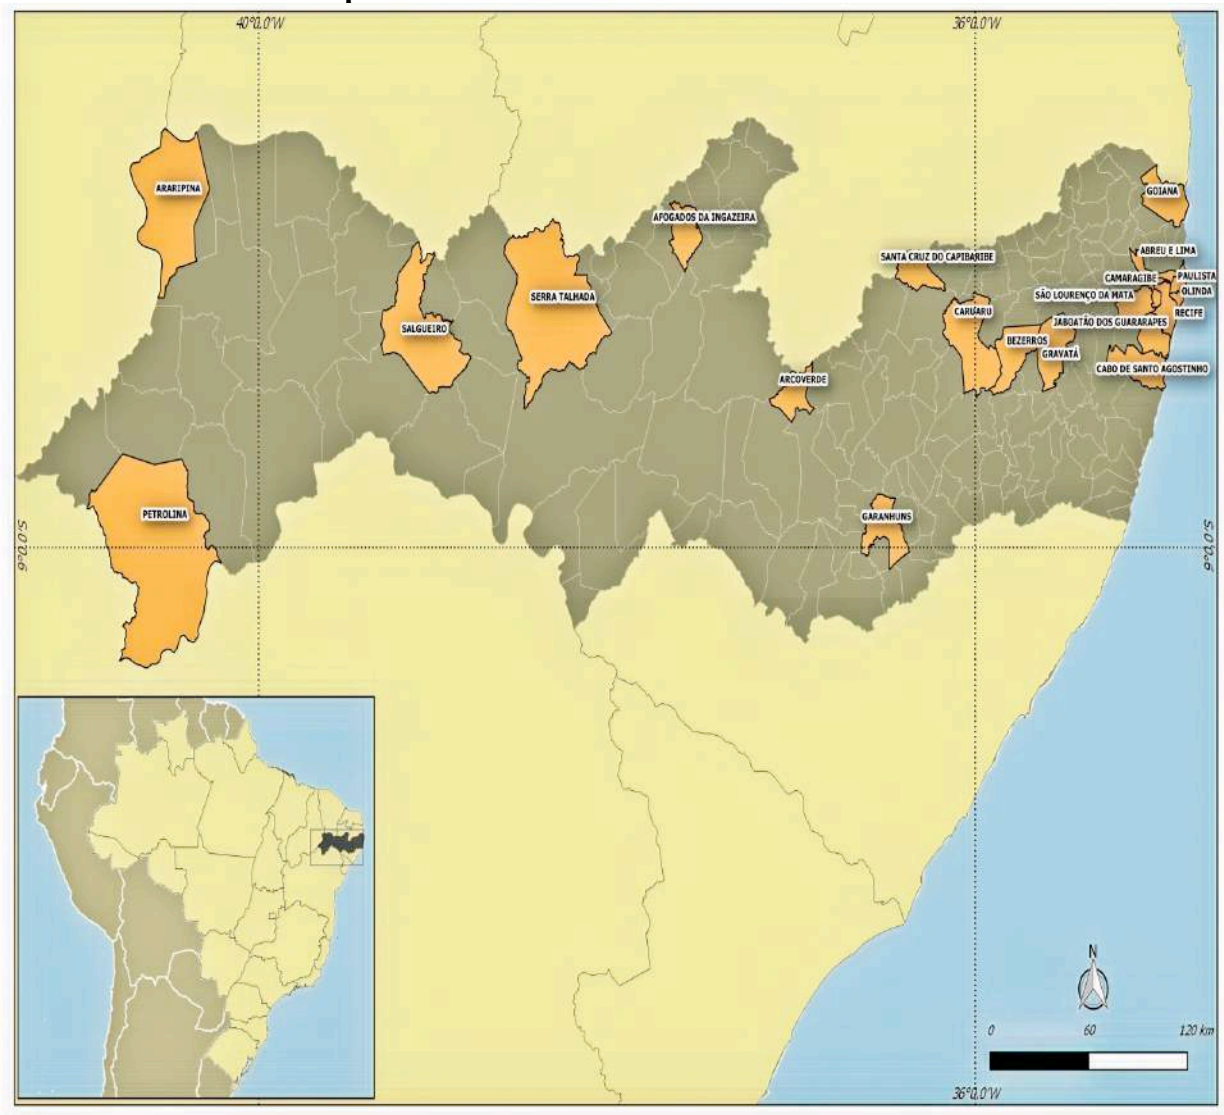 40°0.0'W 36°0.0'W
ARARIPINA
GOIANA
AFOGADOS DA INGAZEIRA
ABREU E LIMA
SANTA CRUZ DO CAPIBARIBE
CAMARAGIBE
PAULISTA
OLINDA
SÃO LOURENÇO DA MATA
SERRA TALHADA
CARUARU
RECIFE
JABOATÃO DOS GUARARAPES
SALGUEIRO
BEZERROS
GRAVATÁ
CABO DE SANTO AGOSTINHO
ARCOVERDE
PETROLINA
GARANHUNS
9°0.0'S 9°0.0'S
N
0 60 120 km
36°0.0'W